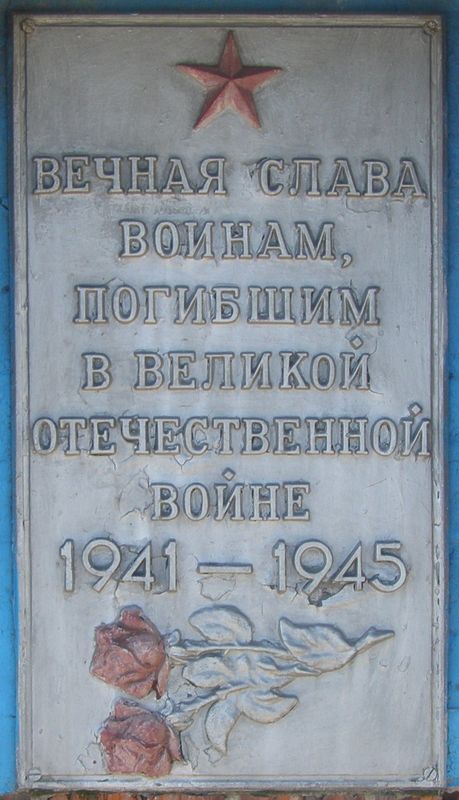 ВЕЧНАЯ СЛАВА
ВОИНАМ,
ПОГИБШИМ
В ВЕЛИКОЙ
ОТЕЧЕСТВЕННОЙ
ВОЙНЕ
1941 — 1945